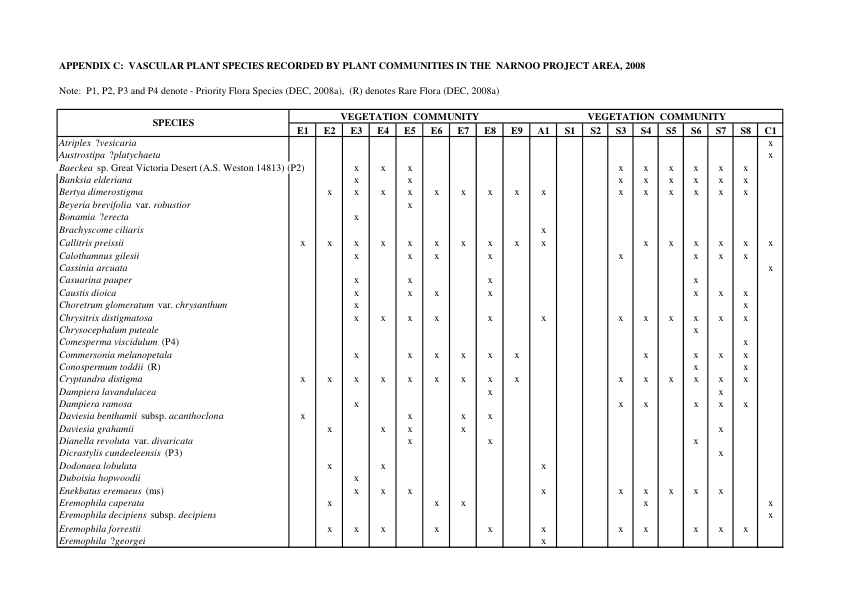 APPENDIX C: VASCULAR PLANT SPECIES RECORDED BY PLANT COMMUNITIES IN THE NARNOO PROJECT AREA, 2008
Note: P1, P2, P3 and P4 denote - Priority Flora Species (DEC, 2008a), (R) denotes Rare Flora (DEC, 2008a)
SPECIES VEGETATION COMMUNITY VEGETATION COMMUNITY
E1 E2 E3 E4 E5 E6 E7 E8 E9 A1 S1 S2 S3 S4 S5 S6 S7 S8 C1
Atriplex ?vesicaria x
Austrostipa ?platychaeta x
Baeckea sp. Great Victoria Desert (A.S. Weston 14813) (P2) x x x x x x x x x
Banksia elderiana x x x x x x x x
Bertya dimerostigma x x x x x x x x x x x x x x x
Beyeria brevifolia var. robustior x
Bonamia ?erecta x
Brachyscome ciliaris x
Callitris preissii x x x x x x x x x x x x x x x x
Calothamnus gilesii x x x x x x x x
Cassinia arcuata x
Casuarina pauper x x x x
Caustis dioica x x x x x x x
Choretrum glomeratum var. chrysanthum x x
Chrysitrix distigmatosa x x x x x x x x x x x x
Chrysocephalum puteale x
Comesperma viscidulum (P4) x
Commersonia melanopetala x x x x x x x x x x
Conospermum toddii (R) x x
Cryptandra distigma x x x x x x x x x x x x x x x
Dampiera lavandulacea x x
Dampiera ramosa x x x x x x
Daviesia benthamii subsp. acanthoclona x x x x
Daviesia grahamii x x x x x
Dianella revoluta var. divaricata x x x
Dicrastylis cundeeleensis (P3) x
Dodonaea lobulata x x x
Duboisia hopwoodii x
Enekbatus eremaeus (ms) x x x x x x x x x
Eremophila caperata x x x x x
Eremophila decipiens subsp. decipiens x
Eremophila forrestii x x x x x x x x x x x
Eremophila ?georgei x